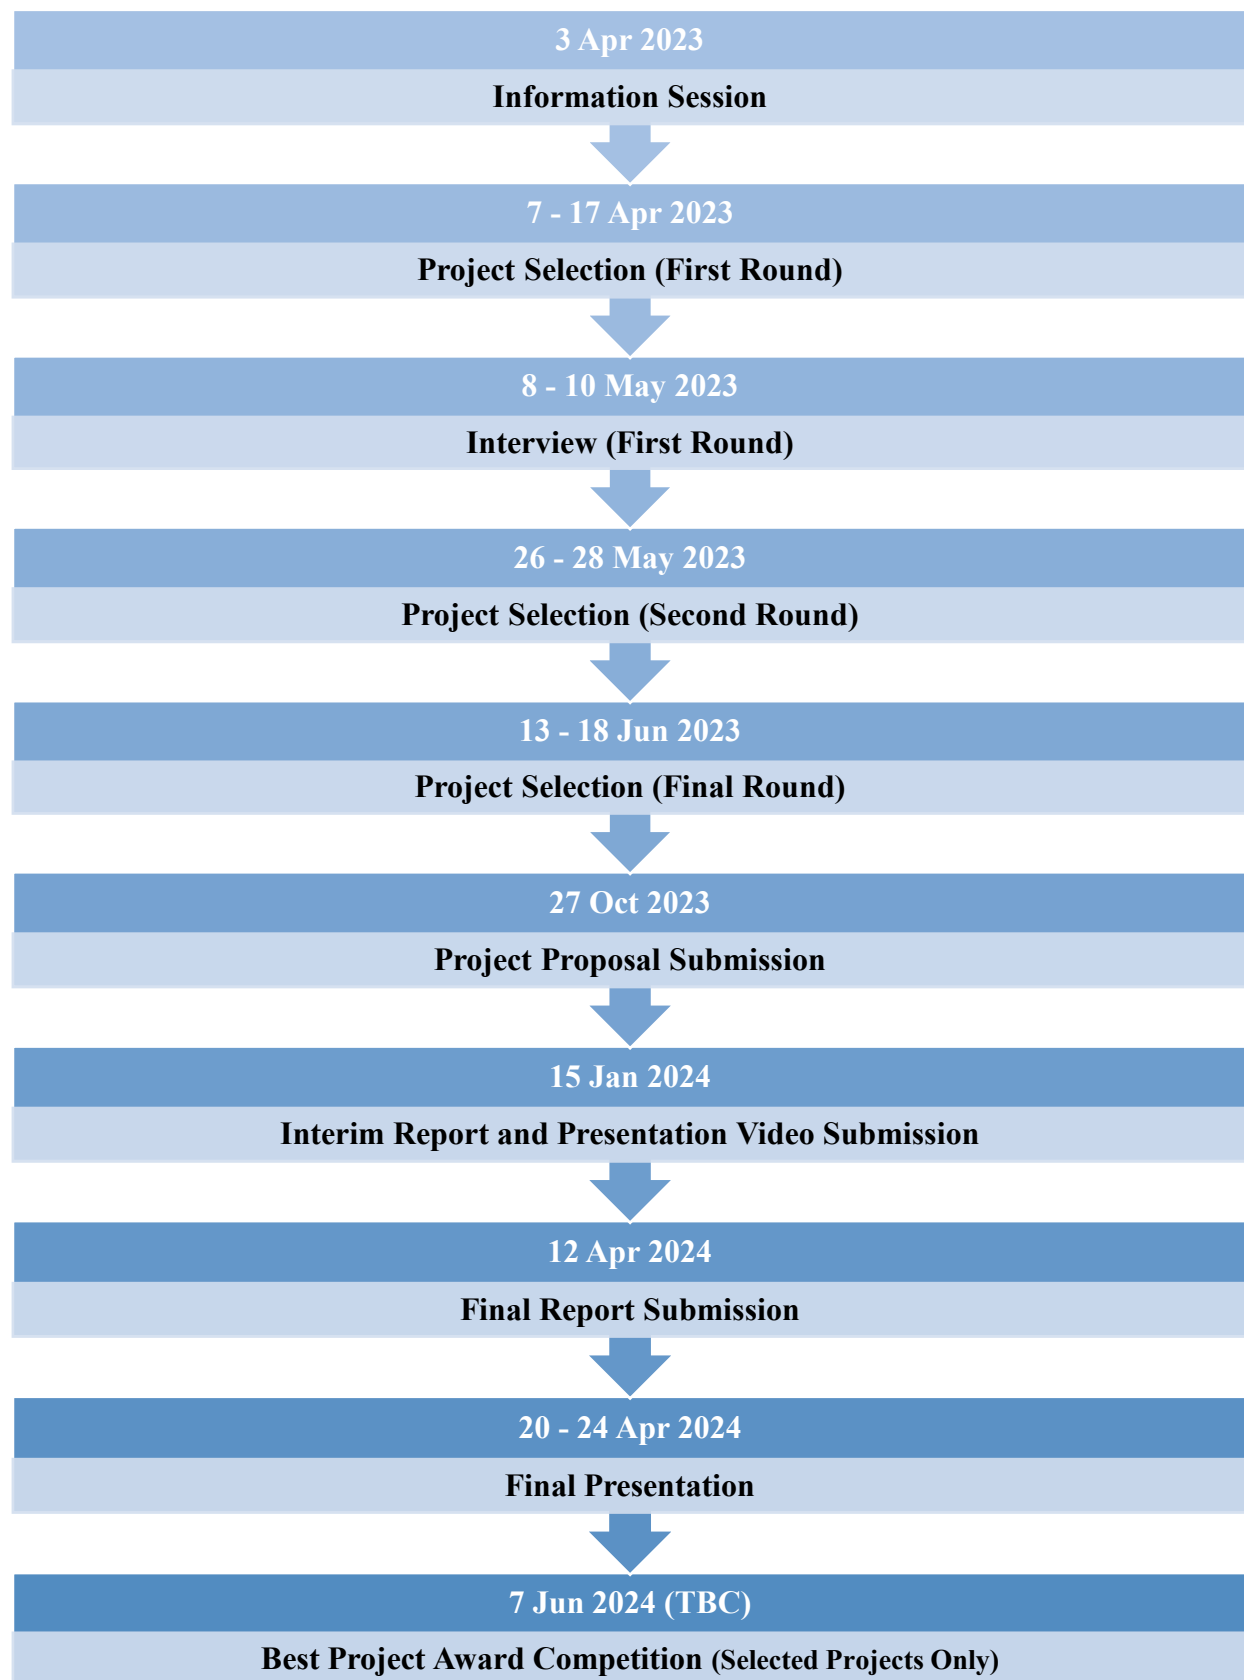 3 Apr 2023
Information Session
7 - 17 Apr 2023
Project Selection (First Round)
8 - 10 May 2023
Interview (First Round)
26 - 28 May 2023
Project Selection (Second Round)
13 - 18 Jun 2023
Project Selection (Final Round)
27 Oct 2023
Project Proposal Submission
15 Jan 2024
Interim Report and Presentation Video Submission
12 Apr 2024
Final Report Submission
20 - 24 Apr 2024
Final Presentation
7 Jun 2024 (TBC)
Best Project Award Competition (Selected Projects Only)